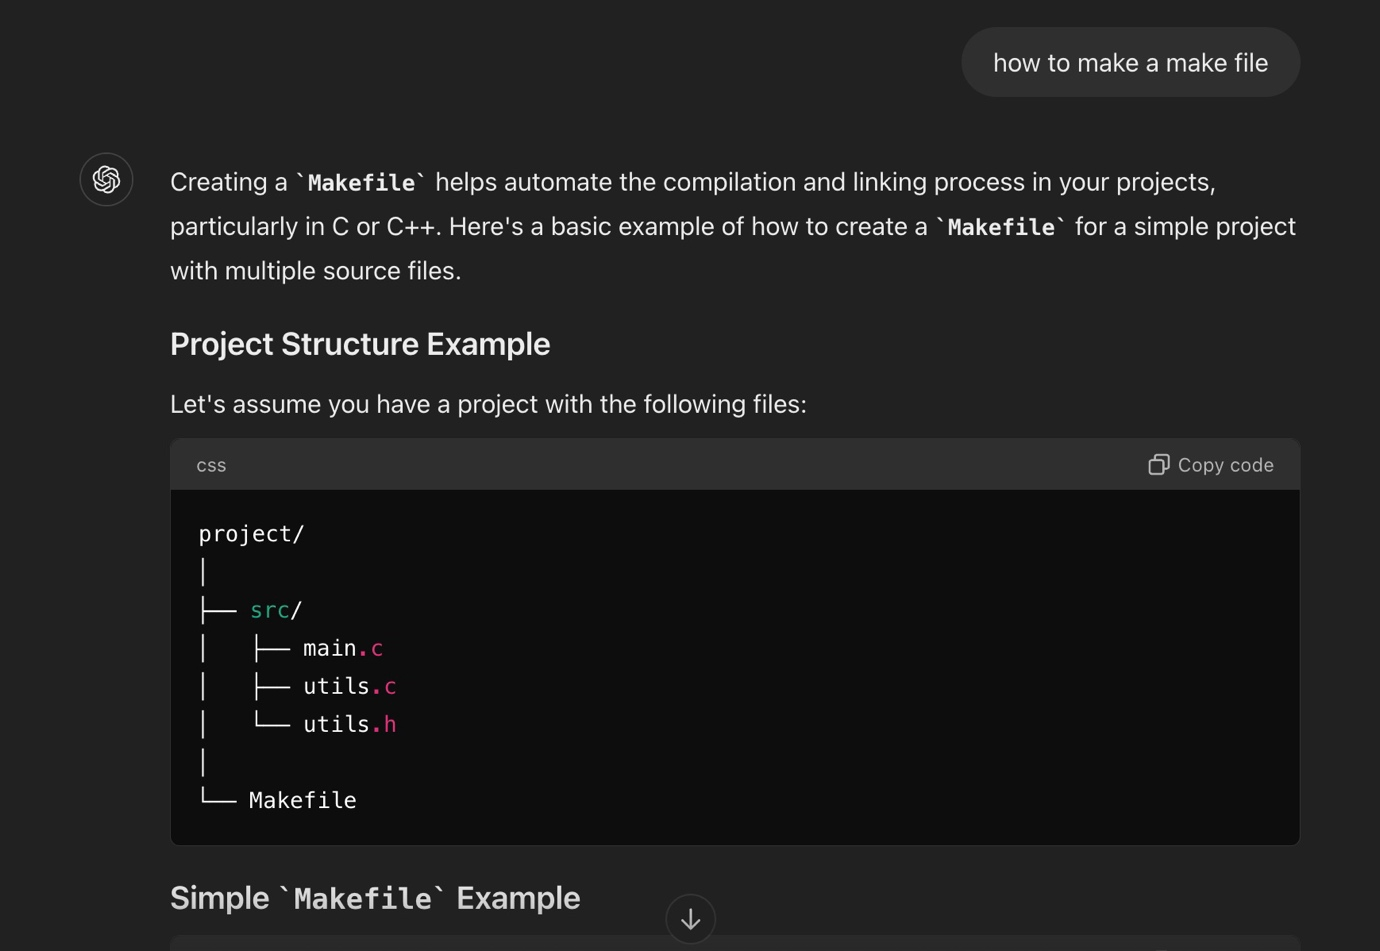 how to make a make file
Creating a `Makefile` helps automate the compilation and linking process in your projects,
particularly in C or C++. Here's a basic example of how to create a `Makefile` for a simple project
with multiple source files.
Project Structure Example
Let's assume you have a project with the following files:
css Copy code
project/
│
├── src/
│   ├── main.c
│   ├── utils.c
│   └── utils.h
│
└── Makefile
Simple `Makefile` Example